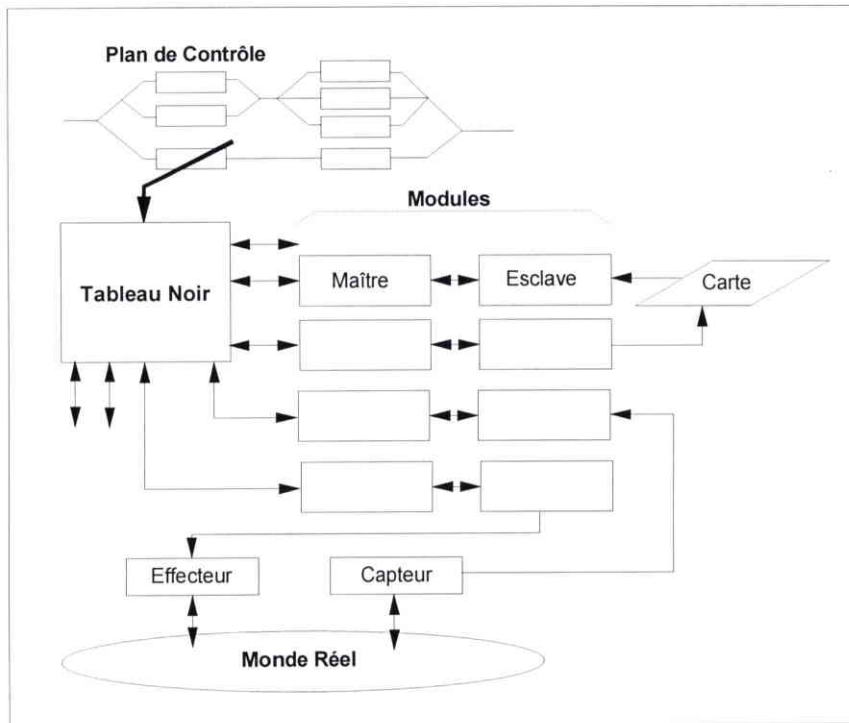 Plan de Contrôle
Modules
Tableau Noir
Maître
Esclave
Carte
Effecteur
Capteur
Monde Réel